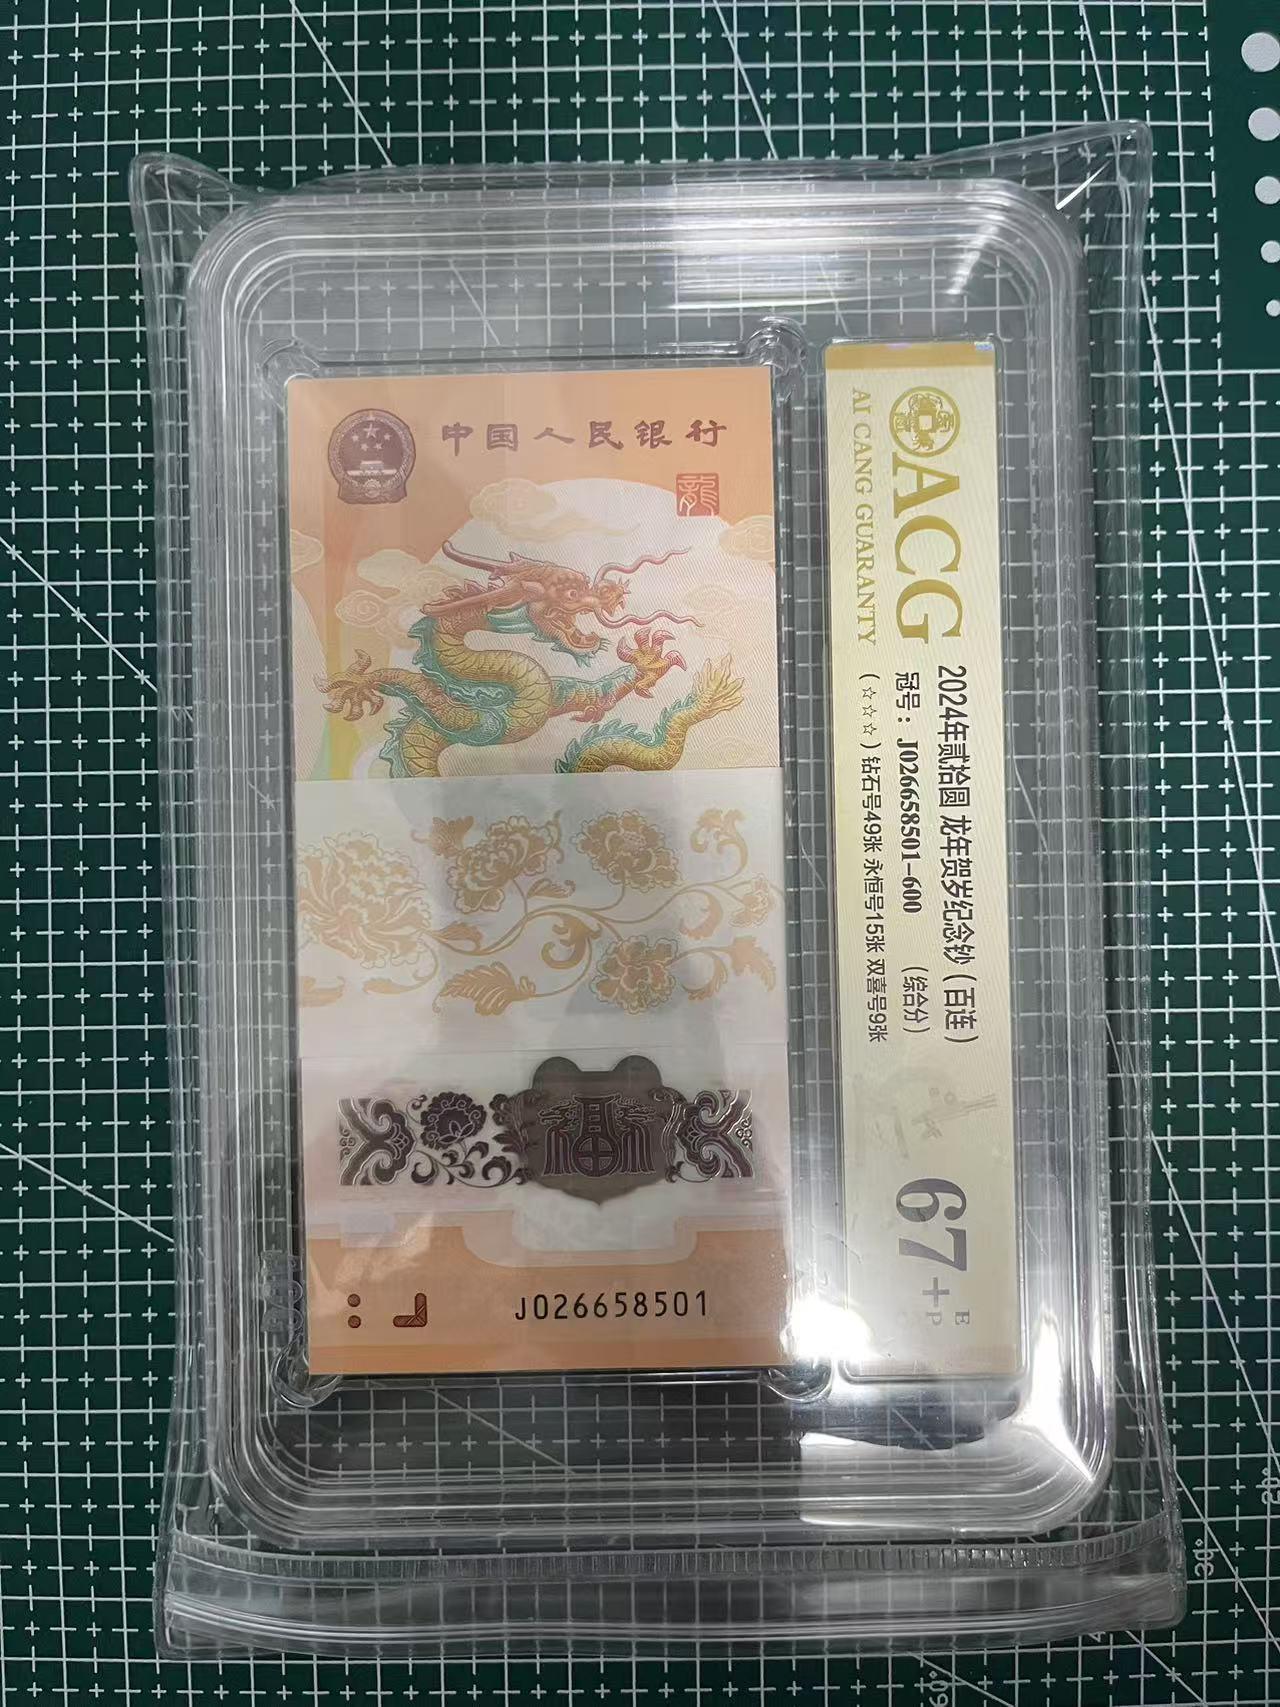 中国人民银行
龍
福
J026658501
ACG
AI CANG GUARANTY
2024年贰拾圆 龙年贺岁纪念钞（百连）
冠号：J026658501-600 （综合分）
（☆☆☆）钻石号49张 永恒号15张 双喜号9张
67+
E
P